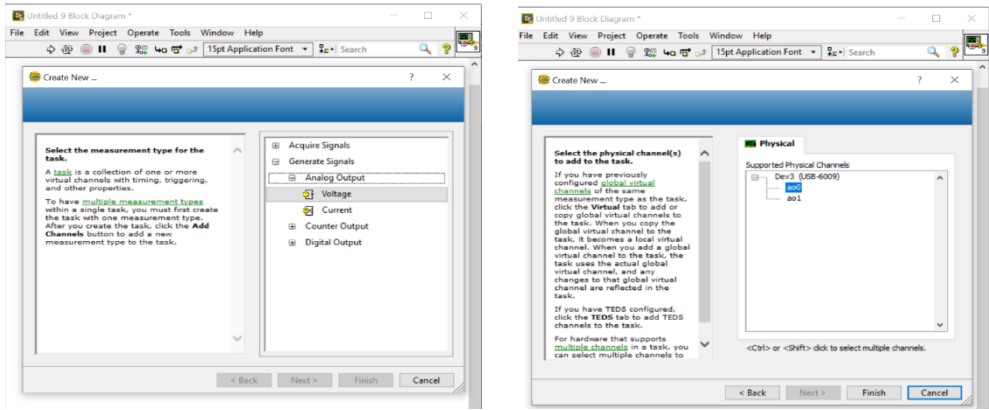 Untitled 9 Block Diagram *
File Edit View Project Operate Tools Window Help
15pt Application Font Search
Create New ...
Select the measurement type for the
task.
A task is a collection of one or more
virtual channels with timing, triggering,
and other properties.
To have multiple measurement types
within a single task, you must first create
the task with one measurement type.
After you create the task, click the Add
Channels button to add a new
measurement type to the task.
Acquire Signals
Generate Signals
Analog Output
Voltage
Current
Counter Output
Digital Output
< Back Next > Finish Cancel
Untitled 9 Block Diagram *
File Edit View Project Operate Tools Window Help
15pt Application Font Search
Create New ...
Select the physical channel(s)
to add to the task.
If you have previously
configured global virtual
channels of the same
measurement type as the task,
click the Virtual tab to add or
copy global virtual channels to
the task. When you copy the
global virtual channel to the
task, it becomes a local virtual
channel. When you add a global
virtual channel to the task, the
task uses the actual global
virtual channel, and any
changes to that global virtual
channel are reflected in the
task.
If you have TEDS configured,
click the TEDS tab to add TEDS
channels to the task.
For hardware that supports
multiple channels in a task, you
can select multiple channels to
Physical
Supported Physical Channels
Dev3 (USB-6009)
ao0
ao1
<Ctrl> or <Shift> click to select multiple channels.
< Back Next > Finish Cancel